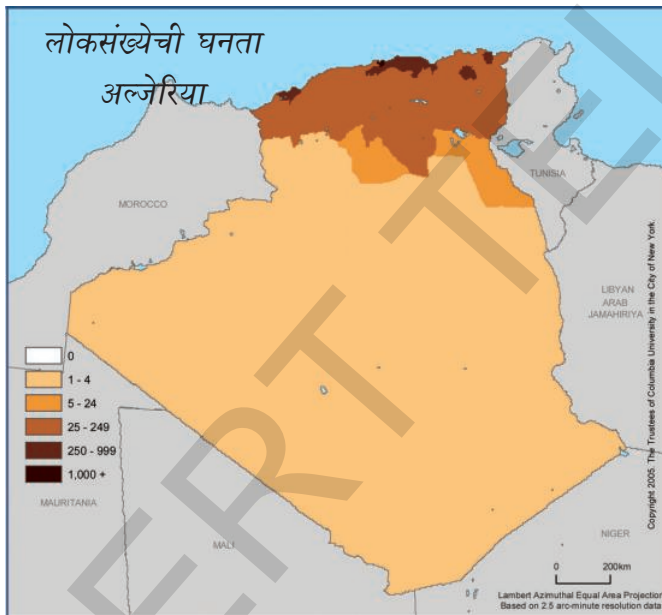 लोकसंख्येची घनता
अल्जेरिया
TUNISIA
MOROCCO
LIBYAN
ARAB
JAMAHIRIYA
0
1 - 4
5 - 24
25 - 249
250 - 999
1,000 +
MAURITANIA
MALI
NIGER
0 200km
Lambert Azimuthal Equal Area Projection
Based on 2.5 arc-minute resolution data
Copyright 2005. The Trustees of Columbia University in the City of New York.